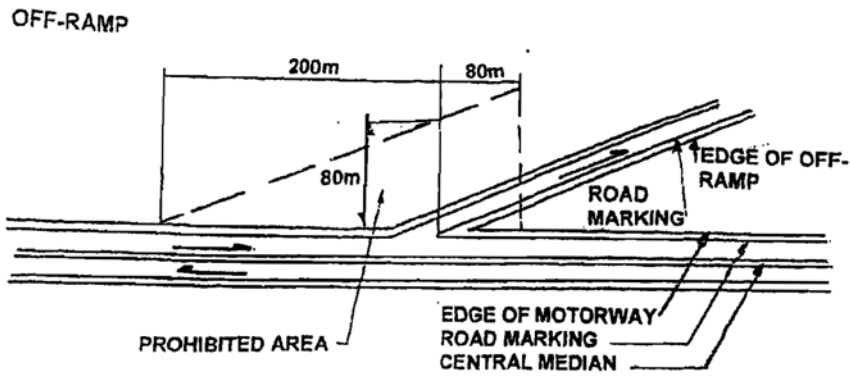 OFF-RAMP
200m
80m
80m
EDGE OF OFF-
RAMP
ROAD
MARKING
PROHIBITED AREA
EDGE OF MOTORWAY
ROAD MARKING
CENTRAL MEDIAN